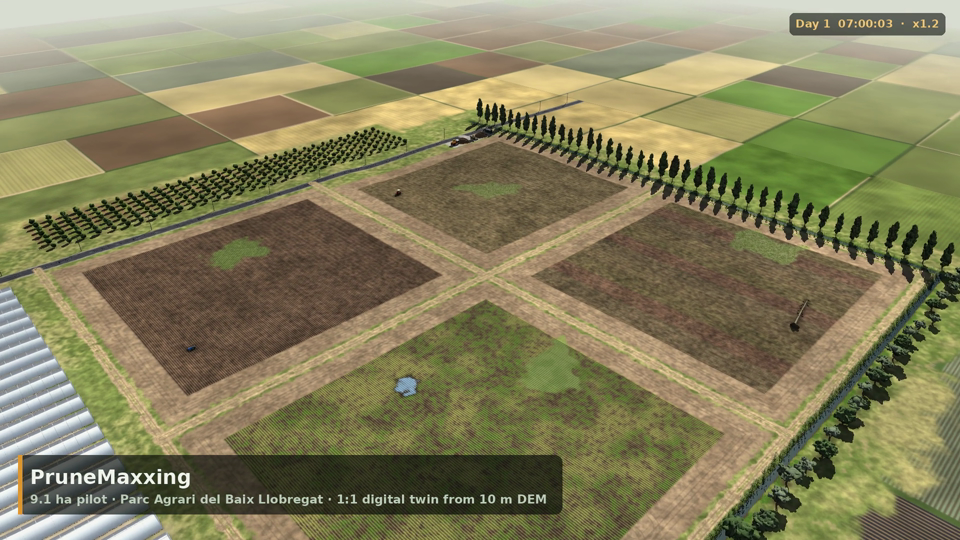 Day 1 07:00:03 · x1.2
PruneMaxxing
9.1 ha pilot · Parc Agrari del Baix Llobregat · 1:1 digital twin from 10 m DEM